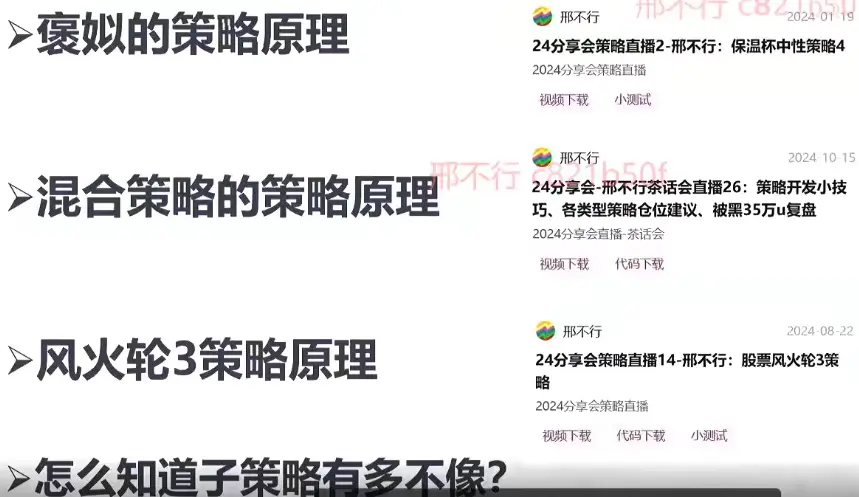 ➢褒姒的策略原理
邢不行 c821b50
邢不行
2024-01-19
24分享会策略直播2-邢不行：保温杯中性策略4
2024分享会策略直播
视频下载 小测试
➢混合策略的策略原理
邢不行 c821b50f
邢不行
2024-10-15
24分享会-邢不行茶话会直播26：策略开发小技
巧、各类型策略仓位建议、被黑35万u复盘
2024分享会直播-茶话会
视频下载 代码下载
➢风火轮3策略原理
邢不行
2024-08-22
24分享会策略直播14-邢不行：股票风火轮3策
略
2024分享会策略直播
视频下载 代码下载 小测试
➢怎么知道子策略有多不像?